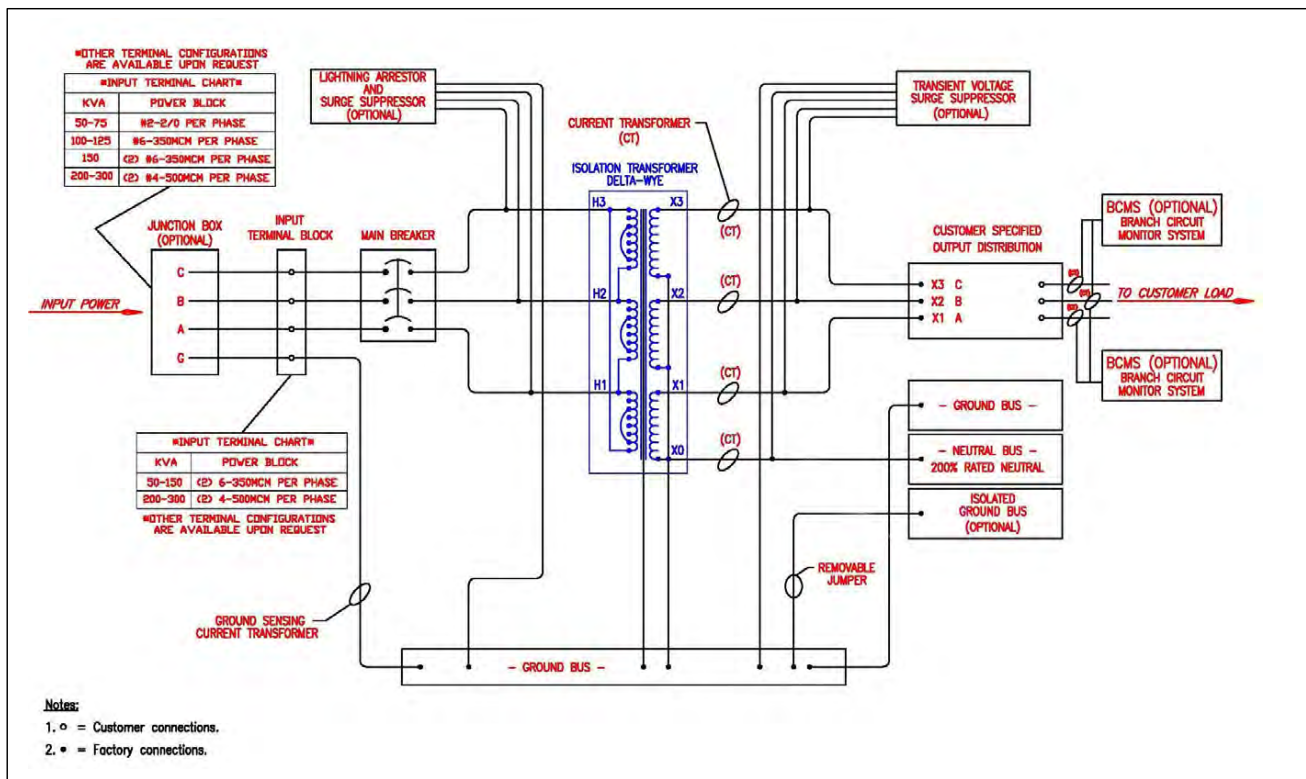 *OTHER TERMINAL CONFIGURATIONS
ARE AVAILABLE UPON REQUEST
*INPUT TERMINAL CHART*
KVA POWER BLOCK
50-75 #2-2/0 PER PHASE
100-125 #6-350MCM PER PHASE
150 (2) #6-350MCM PER PHASE
200-300 (2) #4-500MCM PER PHASE
LIGHTNING ARRESTOR
AND
SURGE SUPPRESSOR
(OPTIONAL)
TRANSIENT VOLTAGE
SURGE SUPPRESSOR
(OPTIONAL)
CURRENT TRANSFORMER
(CT)
ISOLATION TRANSFORMER
DELTA-WYE
H3 X3
(CT)
H2 X2
(CT)
H1 X1
(CT)
X0
(CT)
JUNCTION BOX
(OPTIONAL)
INPUT
TERMINAL BLOCK
MAIN BREAKER
C
B
A
G
INPUT POWER
CUSTOMER SPECIFIED
OUTPUT DISTRIBUTION
X3 C
X2 B
X1 A
BCMS (OPTIONAL)
BRANCH CIRCUIT
MONITOR SYSTEM
TO CUSTOMER LOAD
BCMS (OPTIONAL)
BRANCH CIRCUIT
MONITOR SYSTEM
- GROUND BUS -
- NEUTRAL BUS -
200% RATED NEUTRAL
ISOLATED
GROUND BUS
(OPTIONAL)
*INPUT TERMINAL CHART*
KVA POWER BLOCK
50-150 (2) 6-350MCM PER PHASE
200-300 (2) 4-500MCM PER PHASE
*OTHER TERMINAL CONFIGURATIONS
ARE AVAILABLE UPON REQUEST
REMOVABLE
JUMPER
GROUND SENSING
CURRENT TRANSFORMER
- GROUND BUS -
Notes:
1. o = Customer connections.
2. • = Factory connections.